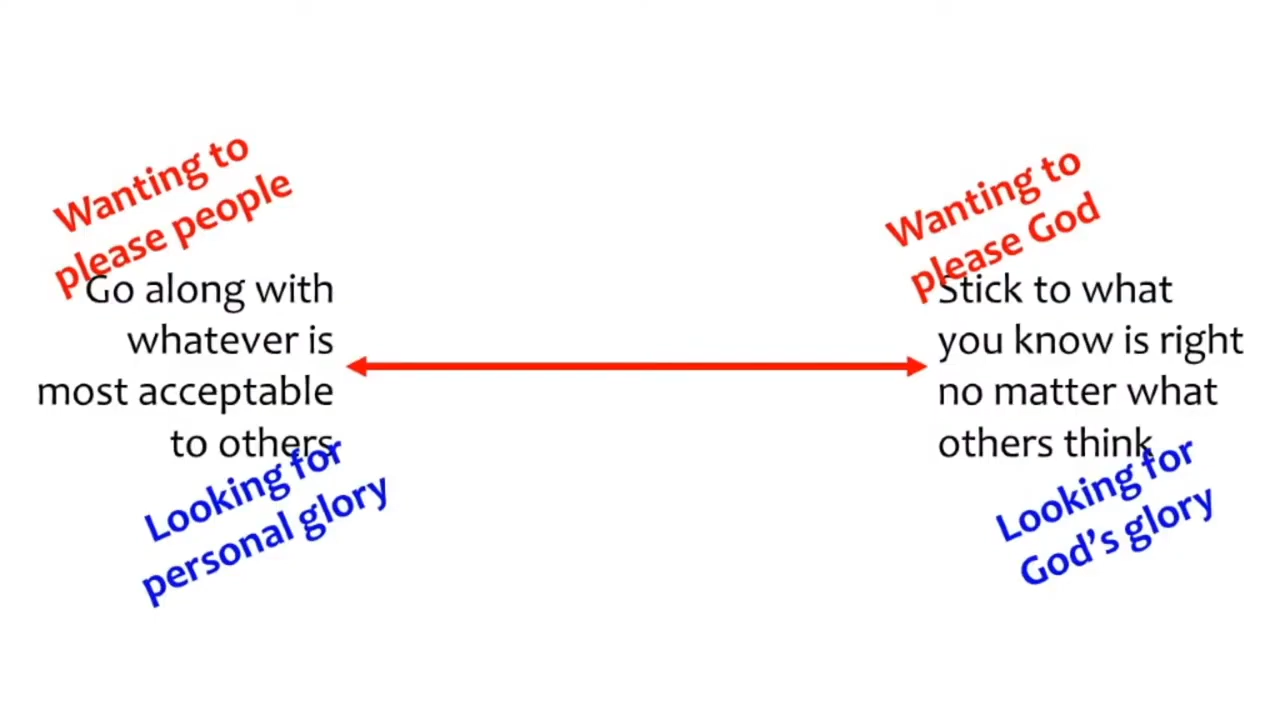 Wanting to
please people
Go along with
whatever is
most acceptable
to others
Looking for
personal glory
Wanting to
please God
Stick to what
you know is right
no matter what
others think
Looking for
God's glory